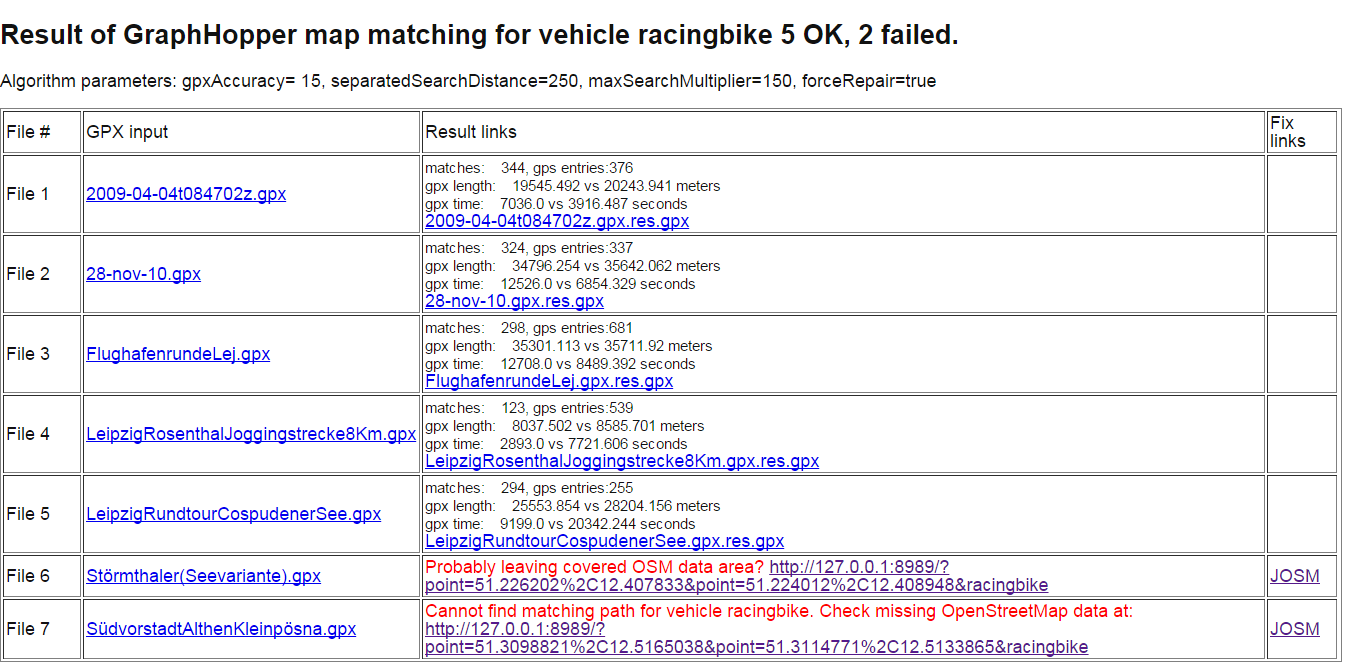 Result of GraphHopper map matching for vehicle racingbike 5 OK, 2 failed.
Algorithm parameters: gpxAccuracy= 15, separatedSearchDistance=250, maxSearchMultiplier=150, forceRepair=true
File #
GPX input
Result links
Fix
links
File 1
2009-04-04t084702z.gpx
matches: 344, gps entries:376
gpx length: 19545.492 vs 20243.941 meters
gpx time: 7036.0 vs 3916.487 seconds
2009-04-04t084702z.gpx.res.gpx
File 2
28-nov-10.gpx
matches: 324, gps entries:337
gpx length: 34796.254 vs 35642.062 meters
gpx time: 12526.0 vs 6854.329 seconds
28-nov-10.gpx.res.gpx
File 3
FlughafenrundeLej.gpx
matches: 298, gps entries:681
gpx length: 35301.113 vs 35711.92 meters
gpx time: 12708.0 vs 8489.392 seconds
FlughafenrundeLej.gpx.res.gpx
File 4
LeipzigRosenthalJoggingstrecke8Km.gpx
matches: 123, gps entries:539
gpx length: 8037.502 vs 8585.701 meters
gpx time: 2893.0 vs 7721.606 seconds
LeipzigRosenthalJoggingstrecke8Km.gpx.res.gpx
File 5
LeipzigRundtourCospudenerSee.gpx
matches: 294, gps entries:255
gpx length: 25553.854 vs 28204.156 meters
gpx time: 9199.0 vs 20342.244 seconds
LeipzigRundtourCospudenerSee.gpx.res.gpx
File 6
Störmthaler(Seevariante).gpx
Probably leaving covered OSM data area? http://127.0.0.1:8989/?
point=51.226202%2C12.407833&point=51.224012%2C12.408948&racingbike
JOSM
File 7
SüdvorstadtAlthenKleinpösna.gpx
Cannot find matching path for vehicle racingbike. Check missing OpenStreetMap data at:
http://127.0.0.1:8989/?
point=51.3098821%2C12.5165038&point=51.3114771%2C12.5133865&racingbike
JOSM